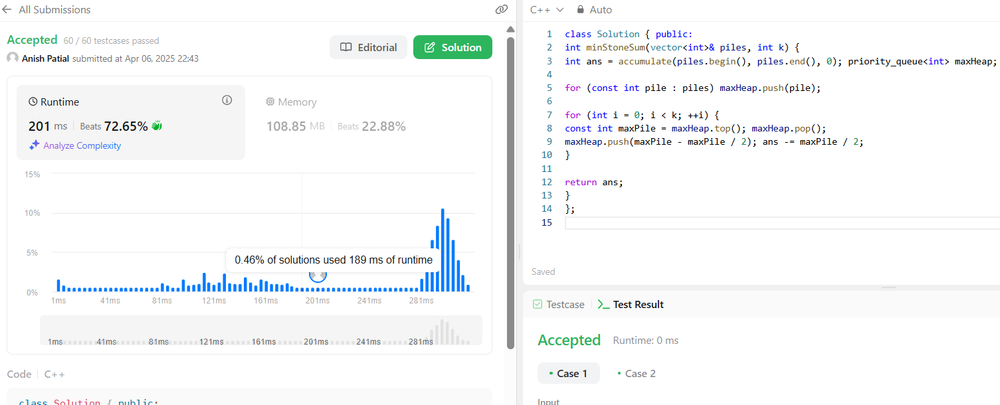 All Submissions
Accepted 60 / 60 testcases passed
Anish Patial submitted at Apr 06, 2025 22:43
Editorial
Solution
Runtime
201 ms Beats 72.65%
Analyze Complexity
Memory
108.85 MB Beats 22.88%
15%
10%
5%
0%
0.46% of solutions used 189 ms of runtime
1ms 41ms 81ms 121ms 161ms 201ms 241ms 281ms
1ms 41ms 81ms 121ms 161ms 201ms 241ms 281ms
Code C++
class Solution { public:
C++ Auto
1 class Solution { public:
2 int minStoneSum(vector<int>& piles, int k) {
3 int ans = accumulate(piles.begin(), piles.end(), 0); priority_queue<int> maxHeap;
4
5 for (const int pile : piles) maxHeap.push(pile);
6
7 for (int i = 0; i < k; ++i) {
8 const int maxPile = maxHeap.top(); maxHeap.pop();
9 maxHeap.push(maxPile - maxPile / 2); ans -= maxPile / 2;
10 }
11
12 return ans;
13 }
14 };
15
Saved
Testcase
Test Result
Accepted Runtime: 0 ms
Case 1 Case 2
Input